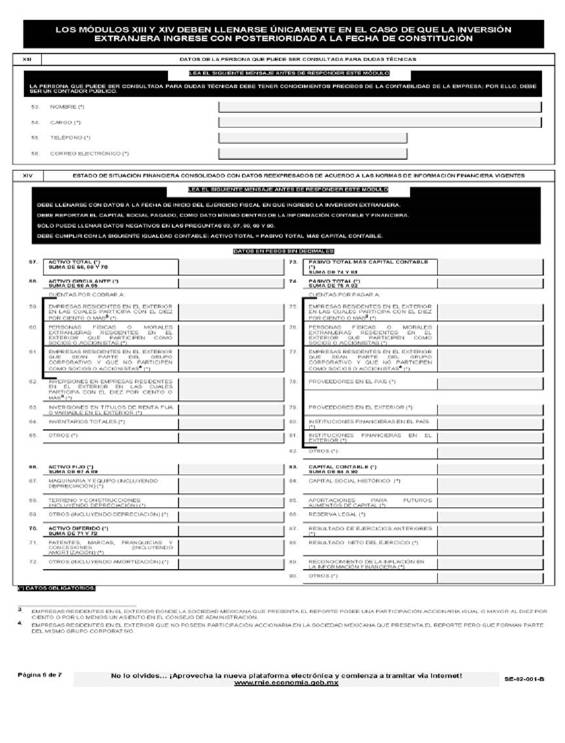 LOS MÓDULOS XIII Y XIV DEBEN LLENARSE ÚNICAMENTE EN EL CASO DE QUE LA INVERSIÓN
EXTRANJERA INGRESE CON POSTERIORIDAD A LA FECHA DE CONSTITUCIÓN
XIII DATOS DE LA PERSONA QUE PUEDE SER CONSULTADA PARA DUDAS TÉCNICAS
LEA EL SIGUIENTE MENSAJE ANTES DE RESPONDER ESTE MÓDULO
LA PERSONA QUE PUEDE SER CONSULTADA PARA DUDAS TÉCNICAS DEBE TENER CONOCIMIENTOS PRECISOS DE LA CONTABILIDAD DE LA EMPRESA; POR ELLO, DEBE
SER UN CONTADOR PÚBLICO.
53. NOMBRE (*)
54. CARGO (*):
55. TELÉFONO (*)
56. CORREO ELECTRÓNICO (*)
XIV ESTADO DE SITUACIÓN FINANCIERA CONSOLIDADO CON DATOS REEXPRESADOS DE ACUERDO A LAS NORMAS DE INFORMACIÓN FINANCIERA VIGENTES
LEA EL SIGUIENTE MENSAJE ANTES DE RESPONDER ESTE MÓDULO
DEBE LLENARSE CON DATOS A LA FECHA DE INICIO DEL EJERCICIO FISCAL EN QUE INGRESO LA INVERSIÓN EXTRANJERA.
DEBE REPORTAR EL CAPITAL SOCIAL PAGADO, COMO DATO MÍNIMO DENTRO DE LA INFORMACIÓN CONTABLE Y FINANCIERA.
SÓLO PUEDE LLENAR DATOS NEGATIVOS EN LAS PREGUNTAS 83, 87, 88, 89 Y 90.
DEBE CUMPLIR CON LA SIGUIENTE IGUALDAD CONTABLE: ACTIVO TOTAL = PASIVO TOTAL MAS CAPITAL CONTABLE.
DATOS EN PESOS SIN DECIMALES
57. ACTIVO TOTAL (*)
SUMA DE 58, 66 Y 70
58. ACTIVO CIRCULANTE (*)
SUMA DE 59 A 65
CUENTAS POR COBRAR A:
59. EMPRESAS RESIDENTES EN EL EXTERIOR
EN LAS CUALES PARTICIPA CON EL DIEZ
POR CIENTO O MÁS3 (*)
60. PERSONAS FÍSICAS O MORALES
EXTRANJERAS RESIDENTES EN EL
EXTERIOR QUE PARTICIPEN COMO
SOCIOS O ACCIONISTAS (*)
61. EMPRESAS RESIDENTES EN EL EXTERIOR
QUE SEAN PARTE DEL GRUPO
CORPORATIVO Y QUE NO PARTICIPEN
COMO SOCIOS O ACCIONISTAS4 (*)
62. INVERSIONES EN EMPRESAS RESIDENTES
EN EL EXTERIOR EN LAS CUALES
PARTICIPA CON EL DIEZ POR CIENTO O
MÁS3 (*)
63. INVERSIONES EN TÍTULOS DE RENTA FIJA
O VARIABLE EN EL EXTERIOR (*)
64. INVENTARIOS TOTALES (*)
65. OTROS (*)
66. ACTIVO FIJO (*)
SUMA DE 67 A 69
67. MAQUINARIA Y EQUIPO (INCLUYENDO
DEPRECIACIÓN) (*)
68. TERRENO Y CONSTRUCCIONES
(INCLUYENDO DEPRECIACIÓN) (*)
69. OTROS (INCLUYENDO DEPRECIACIÓN) (*)
70. ACTIVO DIFERIDO (*)
SUMA DE 71 Y 72
71. PATENTES, MARCAS, FRANQUICIAS Y
CONCESIONES (INCLUYENDO
AMORTIZACIÓN) (*)
72. OTROS (INCLUYENDO AMORTIZACIÓN) (*)
73. PASIVO TOTAL MAS CAPITAL CONTABLE
(*)
SUMA DE 74 Y 83
74. PASIVO TOTAL (*)
SUMA DE 75 A 82
CUENTAS POR PAGAR A:
75. EMPRESAS RESIDENTES EN EL EXTERIOR
EN LAS CUALES PARTICIPA CON EL DIEZ
POR CIENTO O MÁS3 (*)
76. PERSONAS FÍSICAS O MORALES
EXTRANJERAS RESIDENTES EN EL
EXTERIOR QUE PARTICIPEN COMO
SOCIOS O ACCIONISTAS (*)
77. EMPRESAS RESIDENTES EN EL EXTERIOR
QUE SEAN PARTE DEL GRUPO
CORPORATIVO Y QUE NO PARTICIPEN
COMO SOCIOS O ACCIONISTAS4 (*)
78. PROVEEDORES EN EL PAÍS (*)
79. PROVEEDORES EN EL EXTERIOR (*)
80. INSTITUCIONES FINANCIERAS EN EL PAÍS
(*)
81. INSTITUCIONES FINANCIERAS EN EL
EXTERIOR (*)
82. OTROS (*)
83. CAPITAL CONTABLE (*)
SUMA DE 84 A 90
84. CAPITAL SOCIAL HISTÓRICO (*)
85. APORTACIONES PARA FUTUROS
AUMENTOS DE CAPITAL (*)
86. RESERVA LEGAL (*)
87. RESULTADO DE EJERCICIOS ANTERIORES
(*)
88. RESULTADO NETO DEL EJERCICIO (*)
89. RECONOCIMIENTO DE LA INFLACIÓN EN
LA INFORMACIÓN FINANCIERA (*)
90. OTROS (*)
(*) DATOS OBLIGATORIOS.
3. EMPRESAS RESIDENTES EN EL EXTERIOR DONDE LA SOCIEDAD MEXICANA QUE PRESENTA EL REPORTE POSEE UNA PARTICIPACIÓN ACCIONARIA IGUAL O MAYOR AL DIEZ POR
CIENTO O POR LO MENOS UN ASIENTO EN EL CONSEJO DE ADMINISTRACIÓN.
4. EMPRESAS RESIDENTES EN EL EXTERIOR QUE NO POSEEN PARTICIPACIÓN ACCIONARIA EN LA SOCIEDAD MEXICANA QUE PRESENTA EL REPORTE PERO QUE FORMAN PARTE
DEL MISMO GRUPO CORPORATIVO.
Página 6 de 7 No lo olvides... ¡Aprovecha la nueva plataforma electrónica y comienza a tramitar vía Internet! SE-02-001-B
www.rnie.economia.gob.mx